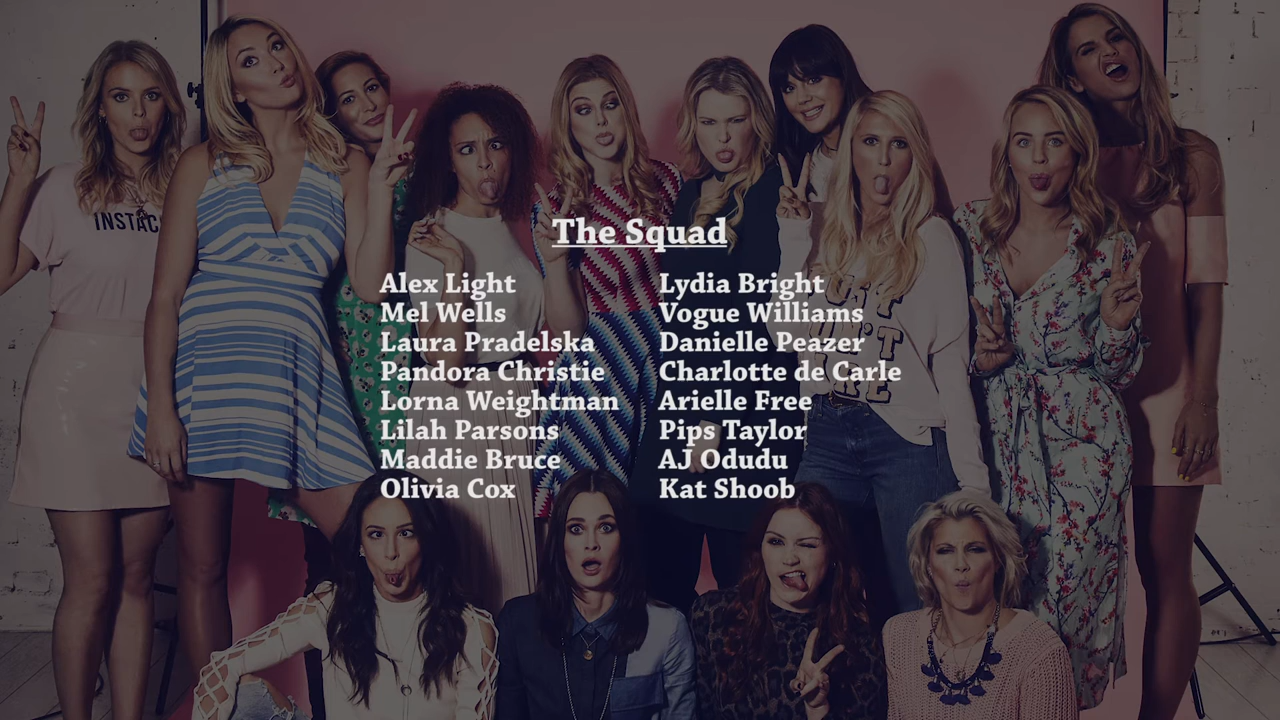 The Squad
Alex Light
Mel Wells
Laura Pradelska
Pandora Christie
Lorna Weightman
Lilah Parsons
Maddie Bruce
Olivia Cox
Lydia Bright
Vogue Williams
Danielle Peazer
Charlotte de Carle
Arielle Free
Pips Taylor
AJ Odudu
Kat Shoob